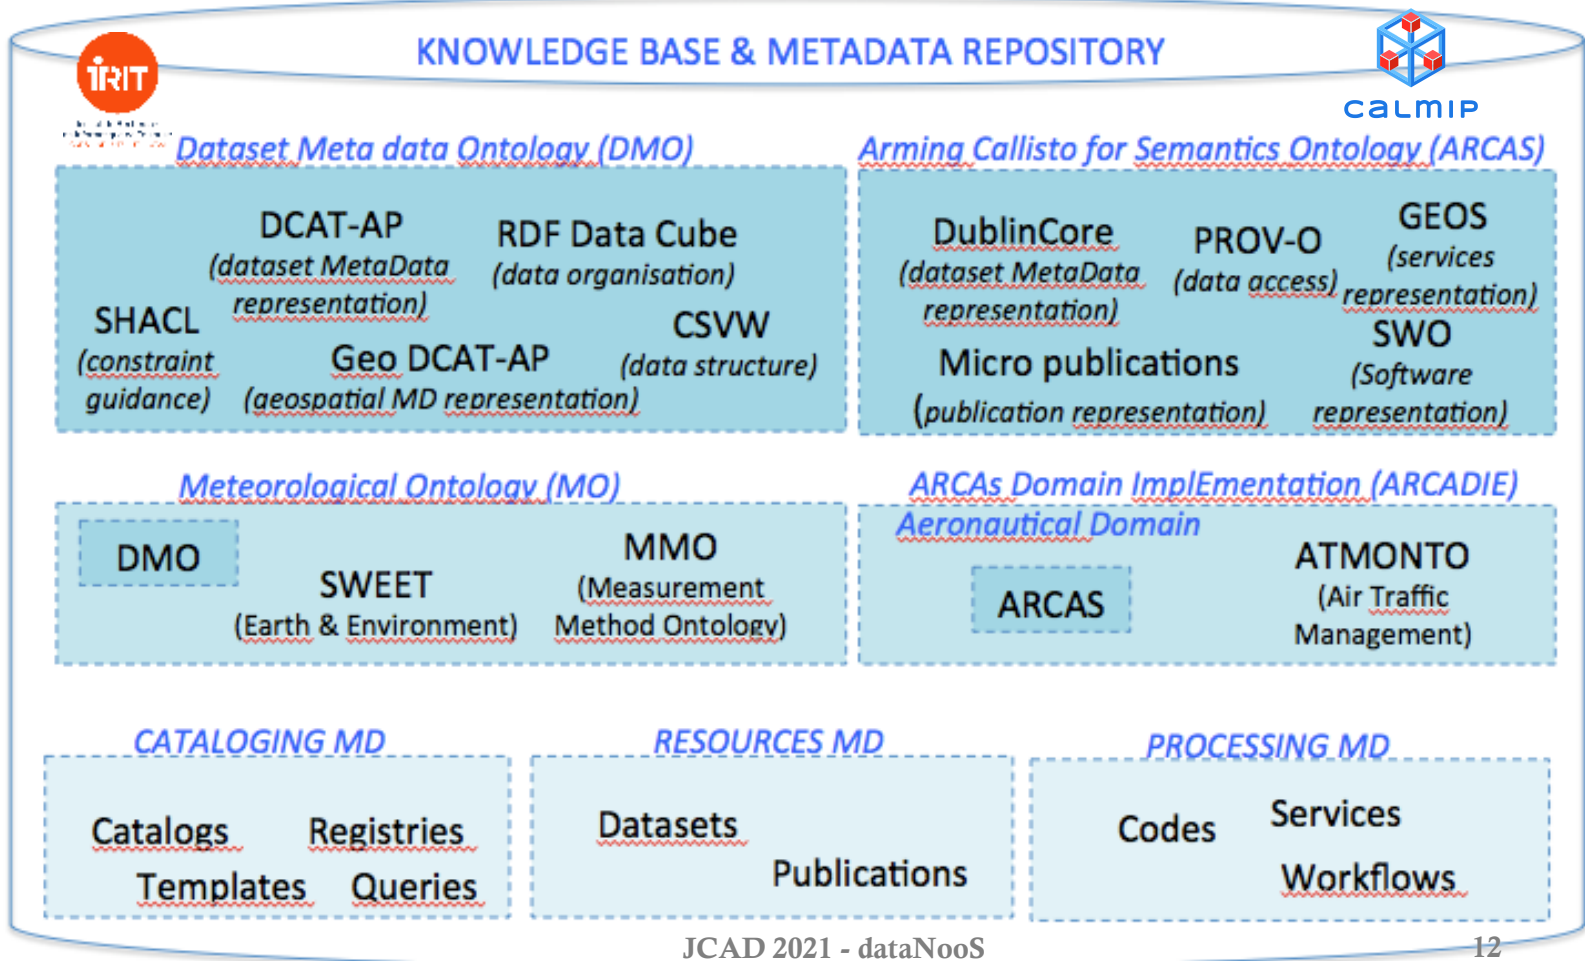 KNOWLEDGE BASE & METADATA REPOSITORY
iRIT
CALMIP
Dataset Meta data Ontology (DMO)
DCAT-AP
(dataset MetaData
representation)
RDF Data Cube
(data organisation)
SHACL
(constraint
guidance)
Geo DCAT-AP
(geospatial MD representation)
CSVW
(data structure)
Arming Callisto for Semantics Ontology (ARCAS)
DublinCore
(dataset MetaData
representation)
PROV-O
(data access)
GEOS
(services
representation)
Micro publications
(publication representation)
SWO
(Software
representation)
Meteorological Ontology (MO)
DMO
SWEET
(Earth & Environment)
MMO
(Measurement
Method Ontology)
ARCAs Domain ImplEmentation (ARCADIE)
Aeronautical Domain
ARCAS
ATMONTO
(Air Traffic
Management)
CATALOGING MD
Catalogs Registries
Templates Queries
RESOURCES MD
Datasets
Publications
PROCESSING MD
Codes
Services
Workflows
JCAD 2021 - dataNooS
12